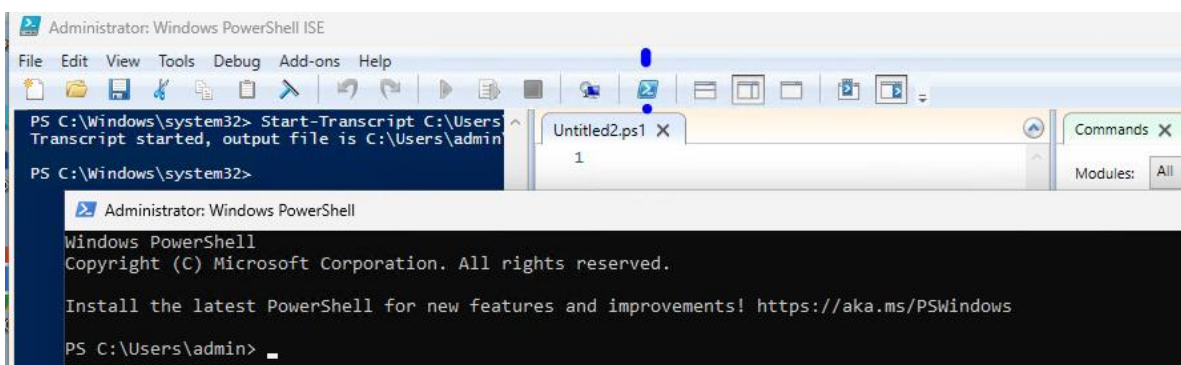 Administrator: Windows PowerShell ISE
File Edit View Tools Debug Add-ons Help
PS C:\Windows\system32> Start-Transcript C:\Users
Transcript started, output file is C:\Users\admin
PS C:\Windows\system32>
Untitled2.ps1 X
1
Commands X
Modules: All
Administrator: Windows PowerShell
Windows PowerShell
Copyright (C) Microsoft Corporation. All rights reserved.
Install the latest PowerShell for new features and improvements! https://aka.ms/PSWindows
PS C:\Users\admin>